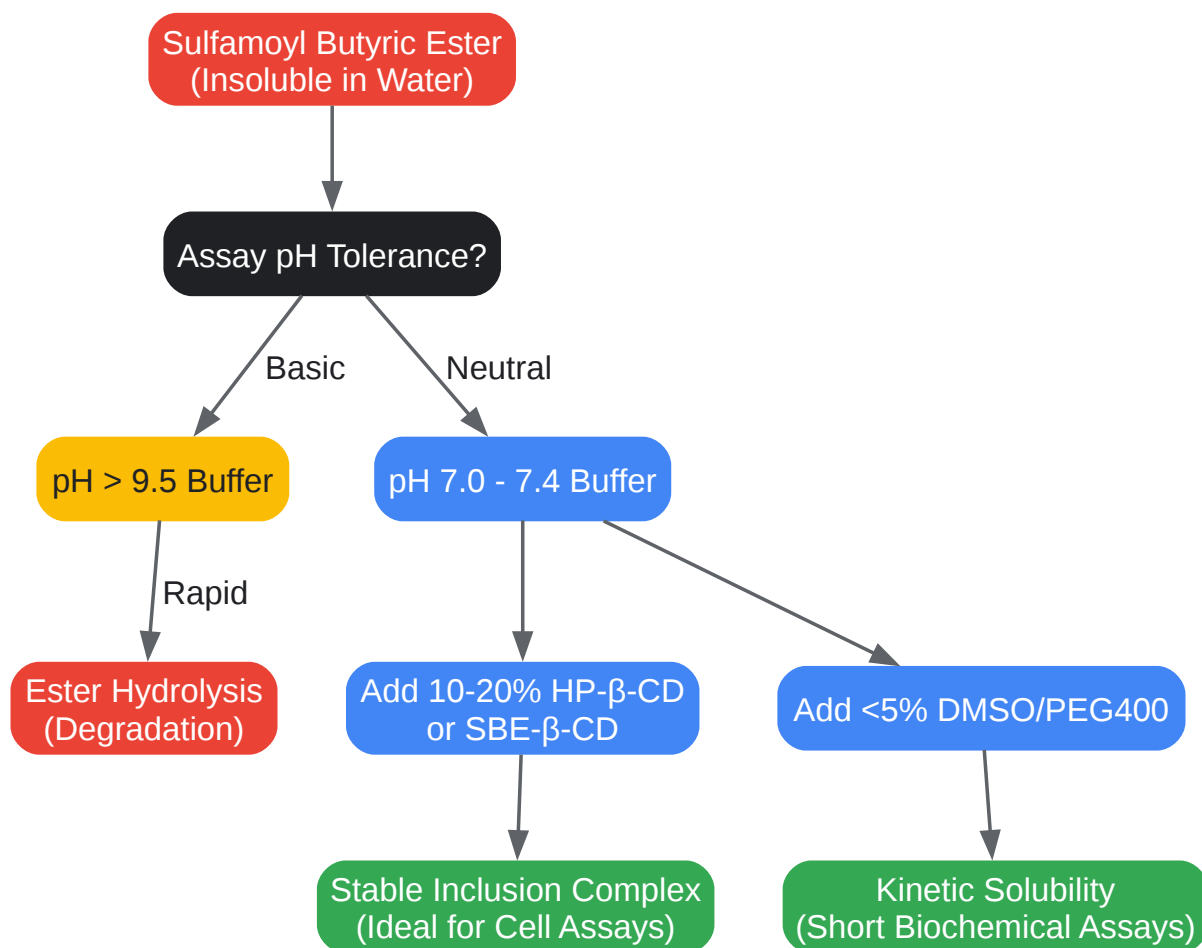 Sulfamoyl Butyric Ester
(Insoluble in Water)
Assay pH Tolerance?
Basic
Neutral
pH > 9.5 Buffer
pH 7.0 - 7.4 Buffer
Rapid
Ester Hydrolysis
(Degradation)
Add 10-20% HP-β-CD
or SBE-β-CD
Add <5% DMSO/PEG400
Stable Inclusion Complex
(Ideal for Cell Assays)
Kinetic Solubility
(Short Biochemical Assays)